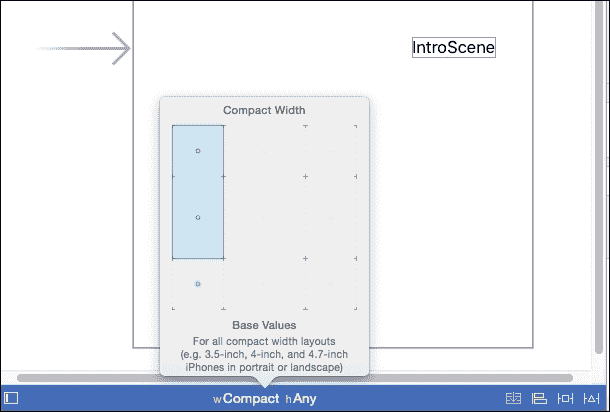 IntroScene
Compact Width
Base Values
For all compact width layouts
(e.g. 3.5-inch, 4-inch, and 4.7-inch
iPhones in portrait or landscape)
wCompact hAny